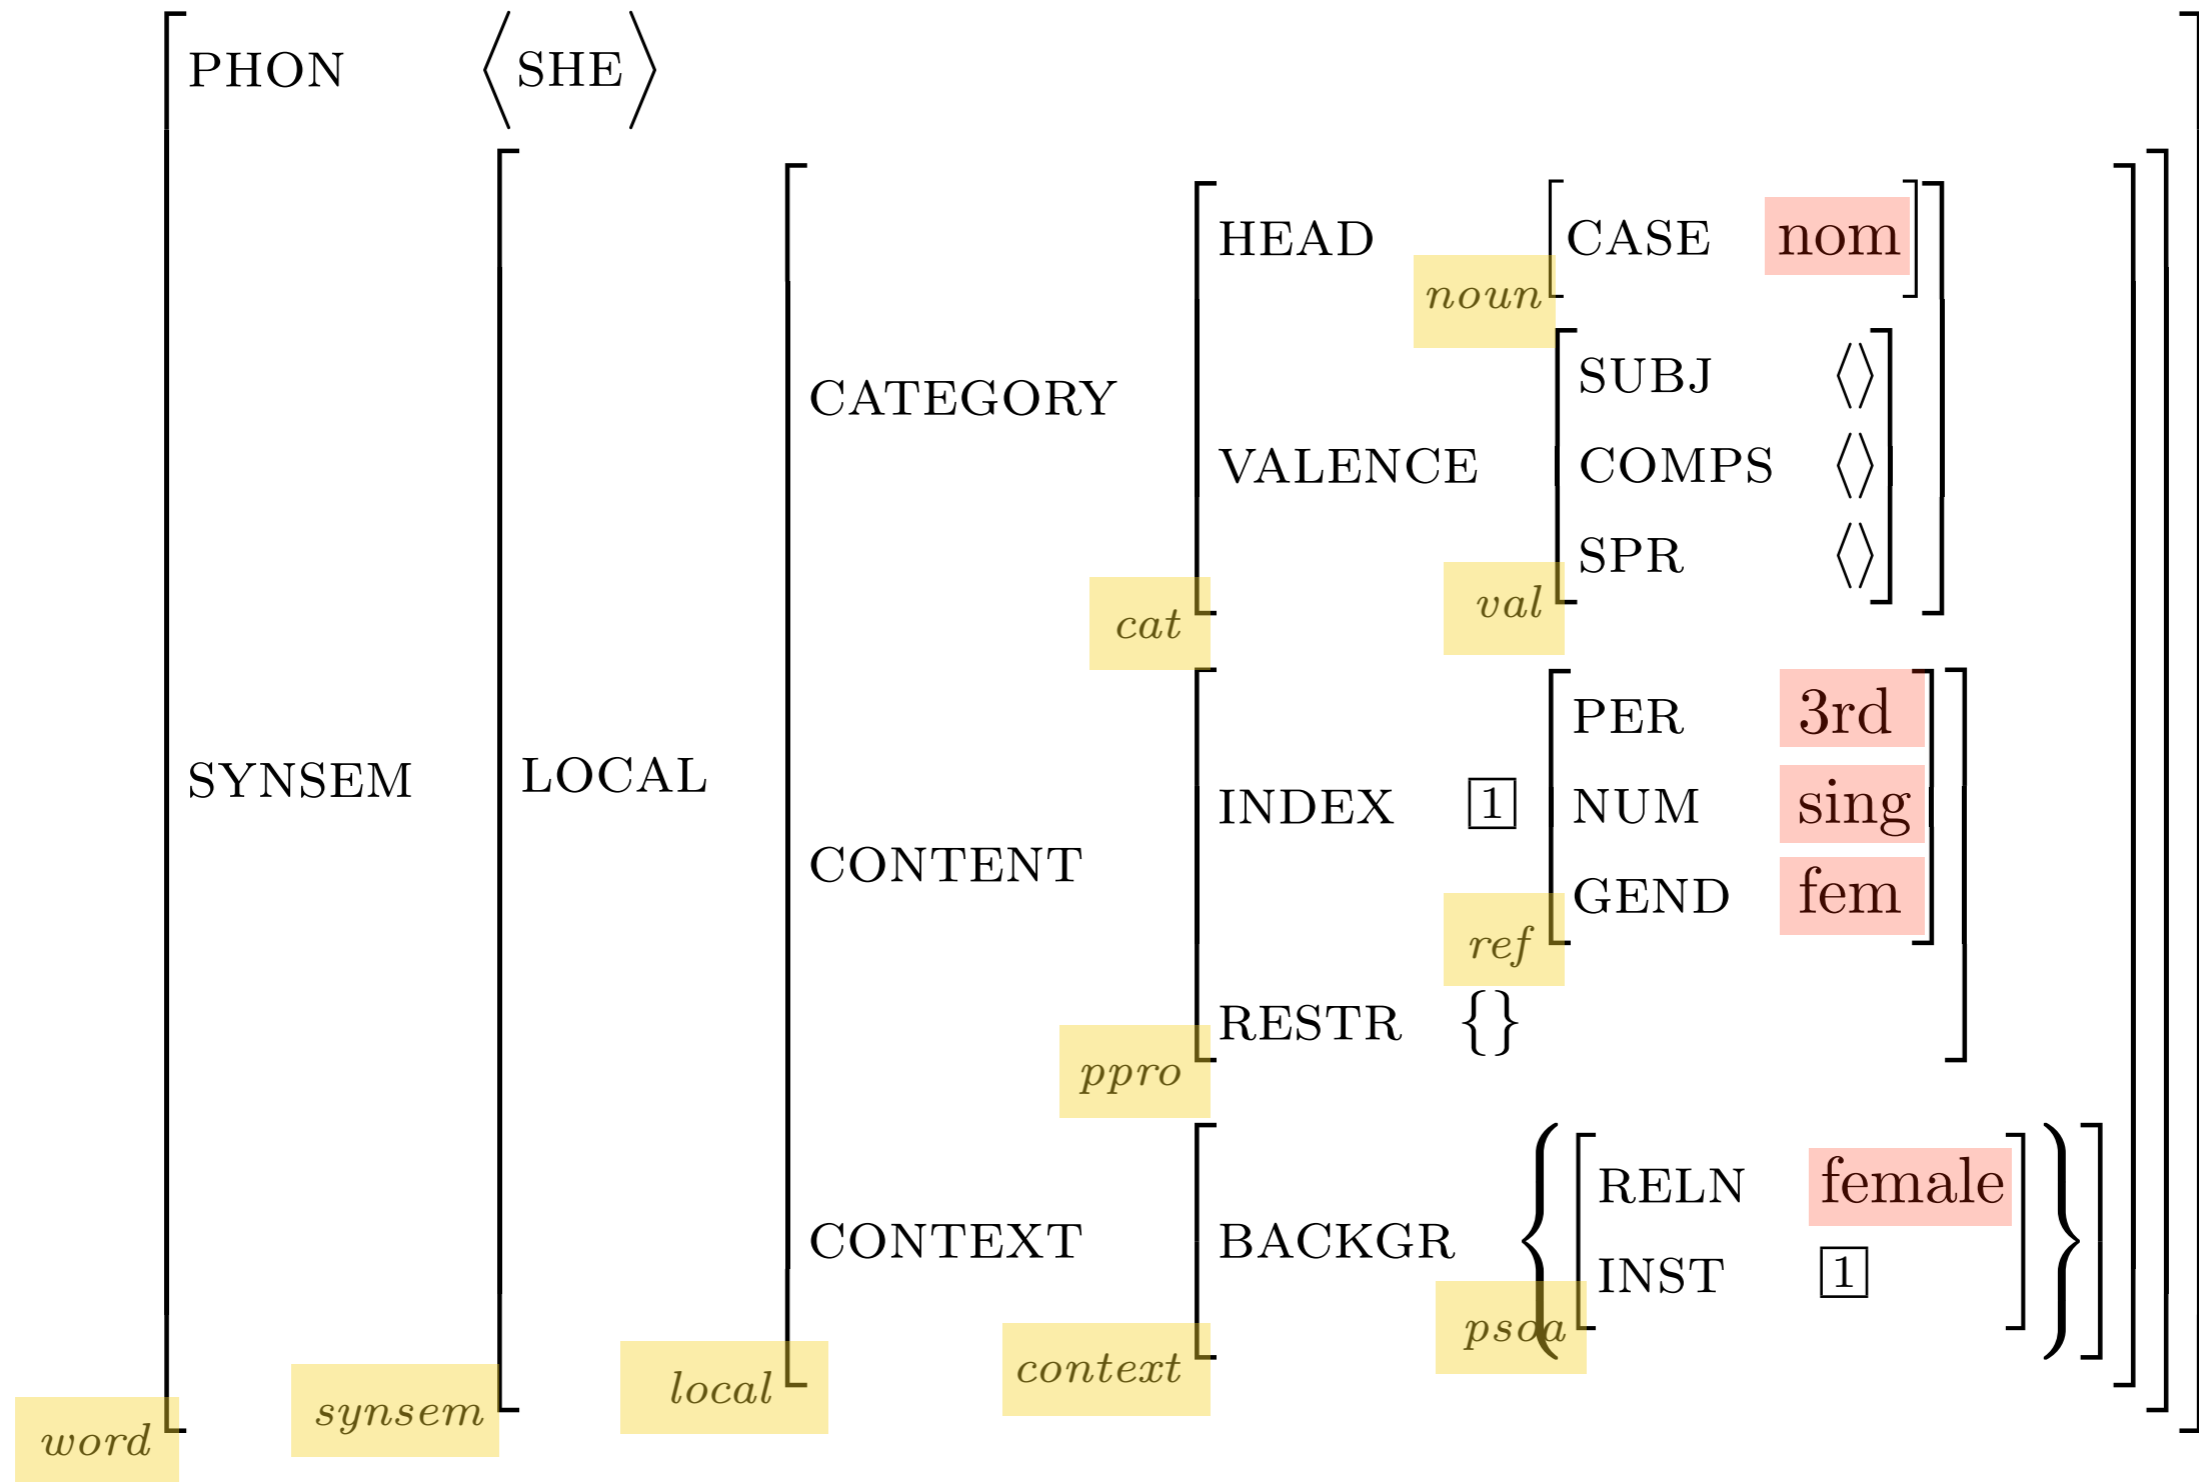 PHON ⟨SHE⟩
HEAD [CASE nom]
noun
SUBJ ⟨⟩
CATEGORY
VALENCE COMPS ⟨⟩
SPR ⟨⟩
cat val
PER 3rd
SYNSEM LOCAL INDEX 1 NUM sing
CONTENT GEND fem
ref
RESTR {}
ppro
RELN female
CONTEXT BACKGR
INST 1
psoa
context
local
synsem
word